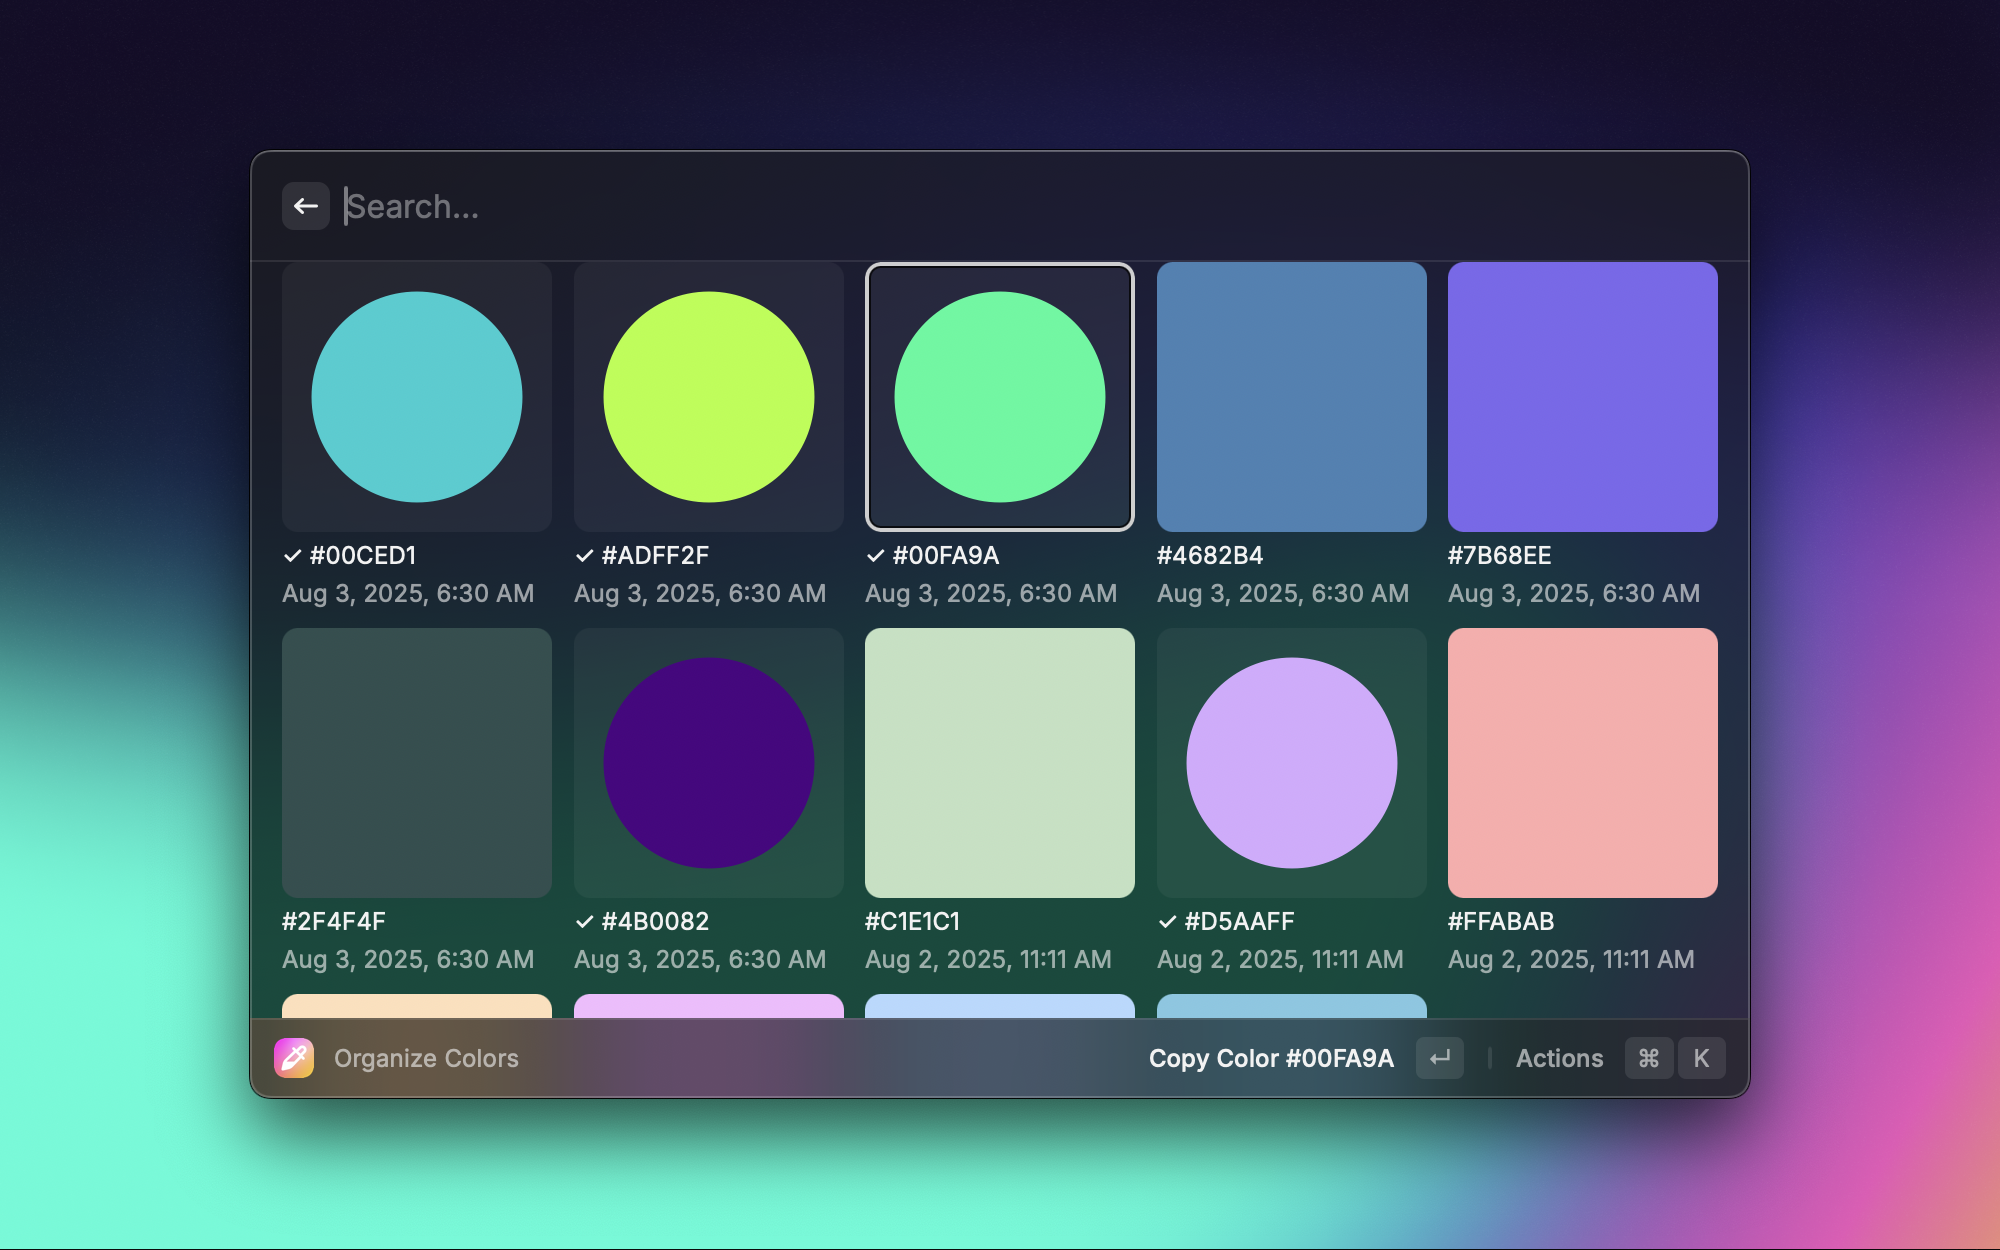 Search...
✓ #00CED1
Aug 3, 2025, 6:30 AM
✓ #ADFF2F
Aug 3, 2025, 6:30 AM
✓ #00FA9A
Aug 3, 2025, 6:30 AM
#4682B4
Aug 3, 2025, 6:30 AM
#7B68EE
Aug 3, 2025, 6:30 AM
#2F4F4F
Aug 3, 2025, 6:30 AM
✓ #4B0082
Aug 3, 2025, 6:30 AM
#C1E1C1
Aug 2, 2025, 11:11 AM
✓ #D5AAFF
Aug 2, 2025, 11:11 AM
#FFABAB
Aug 2, 2025, 11:11 AM
Organize Colors
Copy Color #00FA9A
Actions ⌘ K